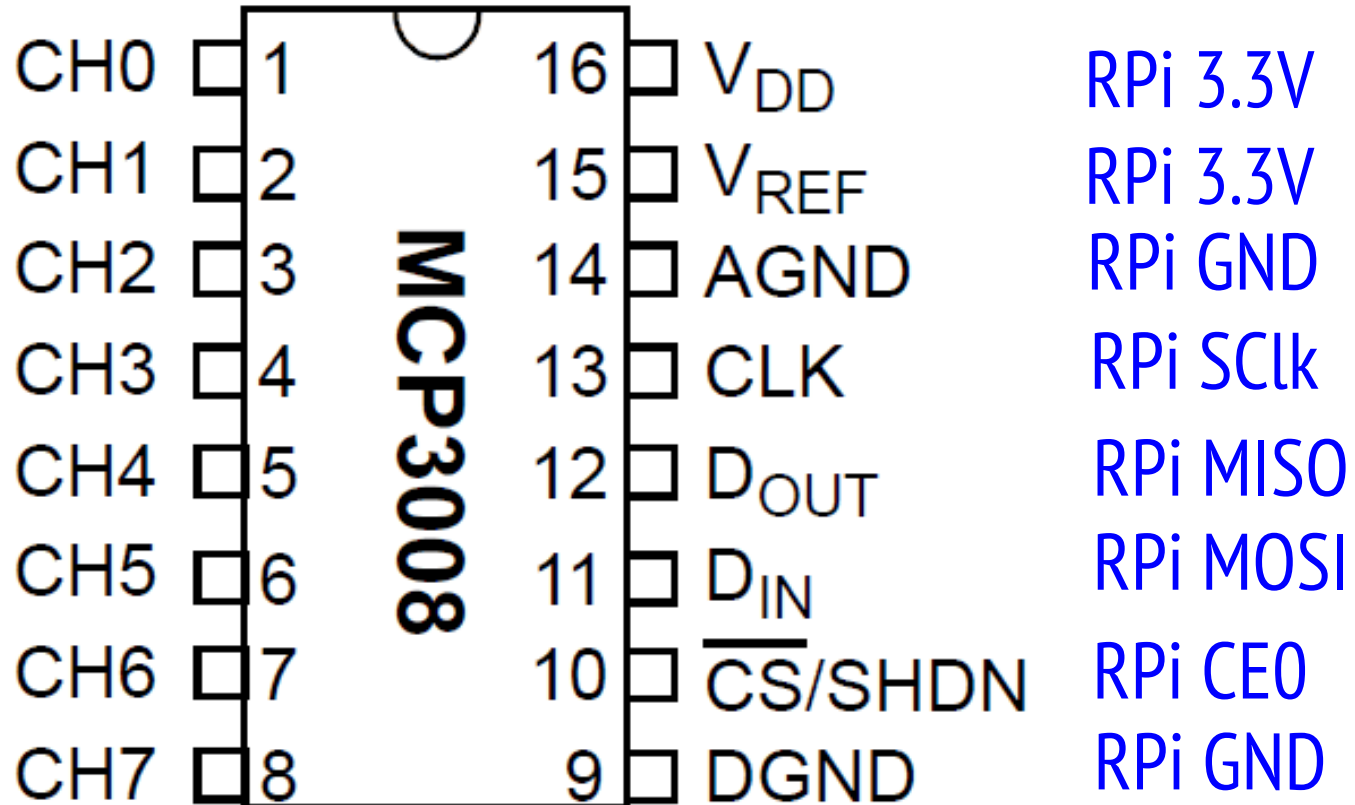 CH0 1 16 VDD RPi 3.3V
CH1 2 15 VREF RPi 3.3V
CH2 3 14 AGND RPi GND
CH3 4 13 CLK RPi SClk
CH4 5 12 DOUT RPi MISO
CH5 6 11 DIN RPi MOSI
CH6 7 10 CS/SHDN RPi CE0
CH7 8 9 DGND RPi GND
MCP3008